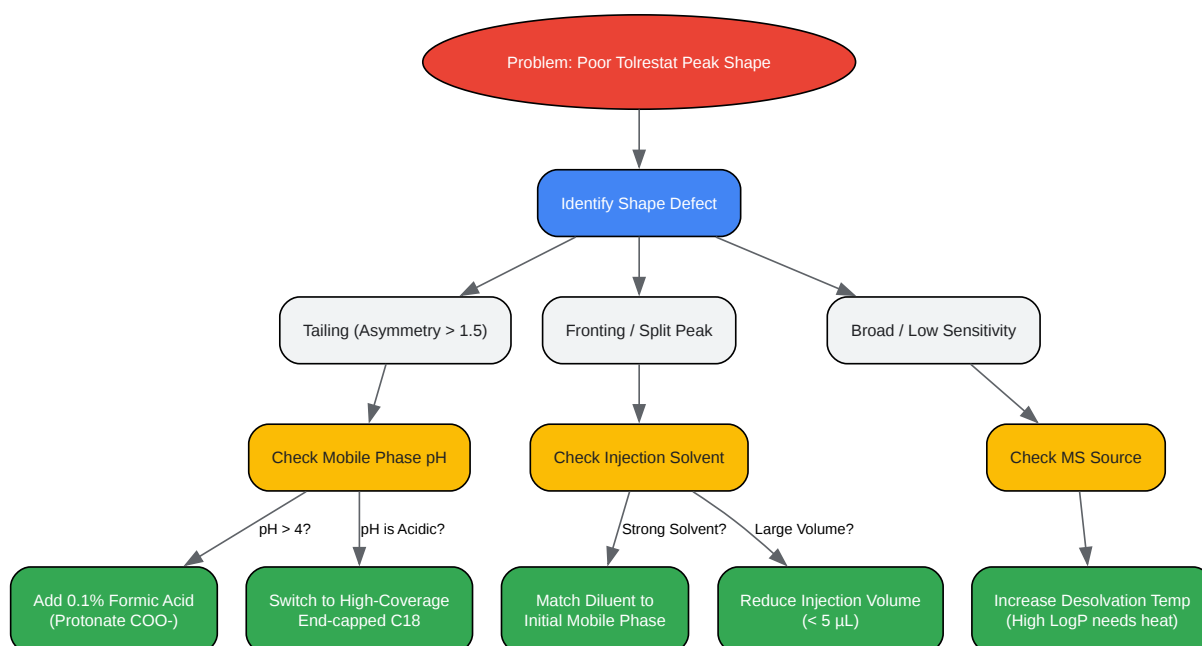 Problem: Poor Tolrestat Peak Shape
Identify Shape Defect
Tailing (Asymmetry > 1.5)
Fronting / Split Peak
Broad / Low Sensitivity
Check Mobile Phase pH
Check Injection Solvent
Check MS Source
pH > 4?
pH is Acidic?
Strong Solvent?
Large Volume?
Add 0.1% Formic Acid
(Protonate COO-)
Switch to High-Coverage
End-capped C18
Match Diluent to
Initial Mobile Phase
Reduce Injection Volume
(< 5 µL)
Increase Desolvation Temp
(High LogP needs heat)